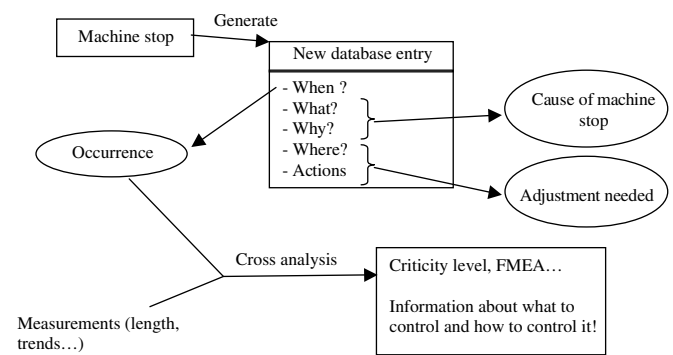 Generate
Machine stop
New database entry
- When ?
- What?
- Why?
- Where?
- Actions
Cause of machine
stop
Adjustment needed
Occurrence
Cross analysis
Measurements (length,
trends…)
Criticity level, FMEA…
Information about what to
control and how to control it!